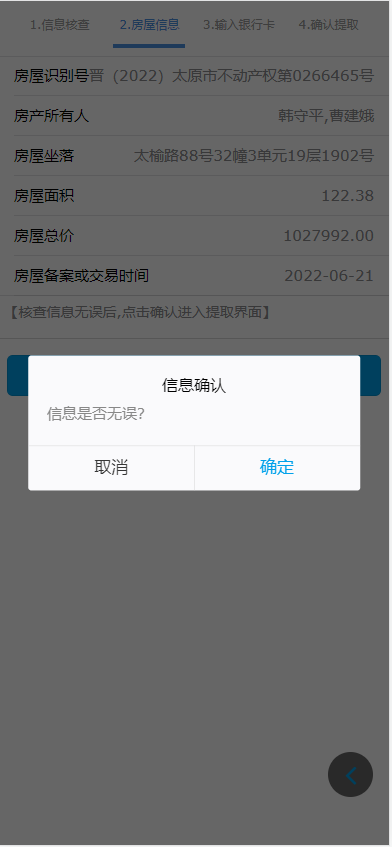 1.信息核查 2.房屋信息 3.输入银行卡 4.确认提取
房屋识别号晋（2022）太原市不动产权第0266465号
房产所有人 韩守平,曹建娥
房屋坐落 太榆路88号32幢3单元19层1902号
房屋面积 122.38
房屋总价 1027992.00
房屋备案或交易时间 2022-06-21
【核查信息无误后,点击确认进入提取界面】
信息确认
信息是否无误?
取消 确定